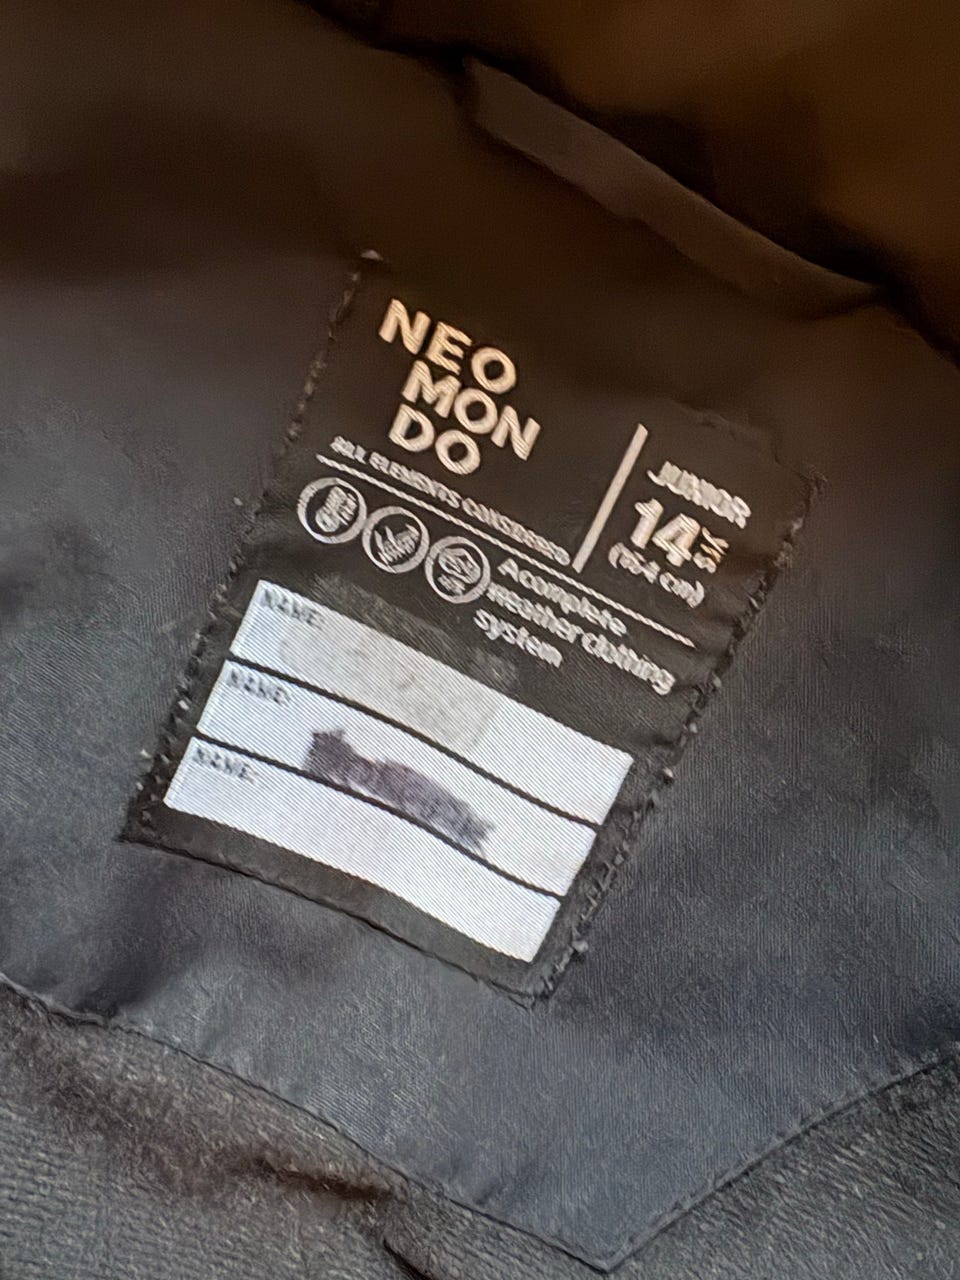 NEO
MON
DO
ALL ELEMENTS CONSIDERED
JUNIOR
14
(164 cm)
A complete
weather clothing
system
NAME:
NAME:
NAME: